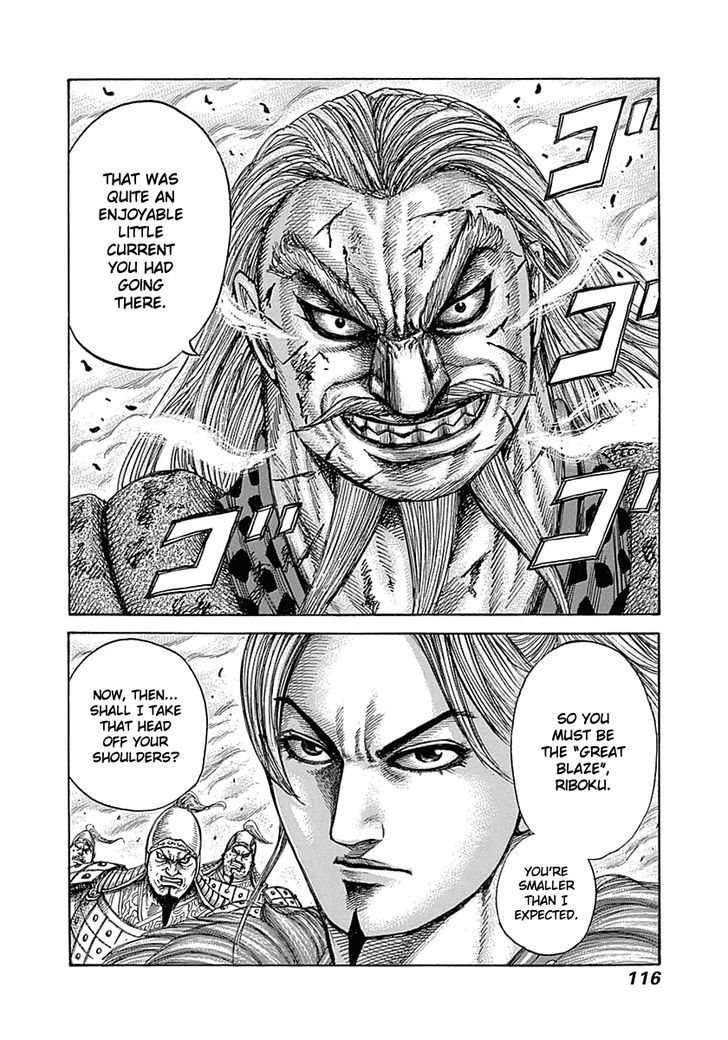 ゴ
ゴ
ゴ
ゴ
THAT WAS
QUITE AN
ENJOYABLE
LITTLE
CURRENT
YOU HAD
GOING
THERE.
SO YOU
MUST BE
THE "GREAT
BLAZE",
RIBOKU.
YOU'RE
SMALLER
THAN I
EXPECTED.
NOW, THEN...
SHALL I TAKE
THAT HEAD
OFF YOUR
SHOULDERS?
116